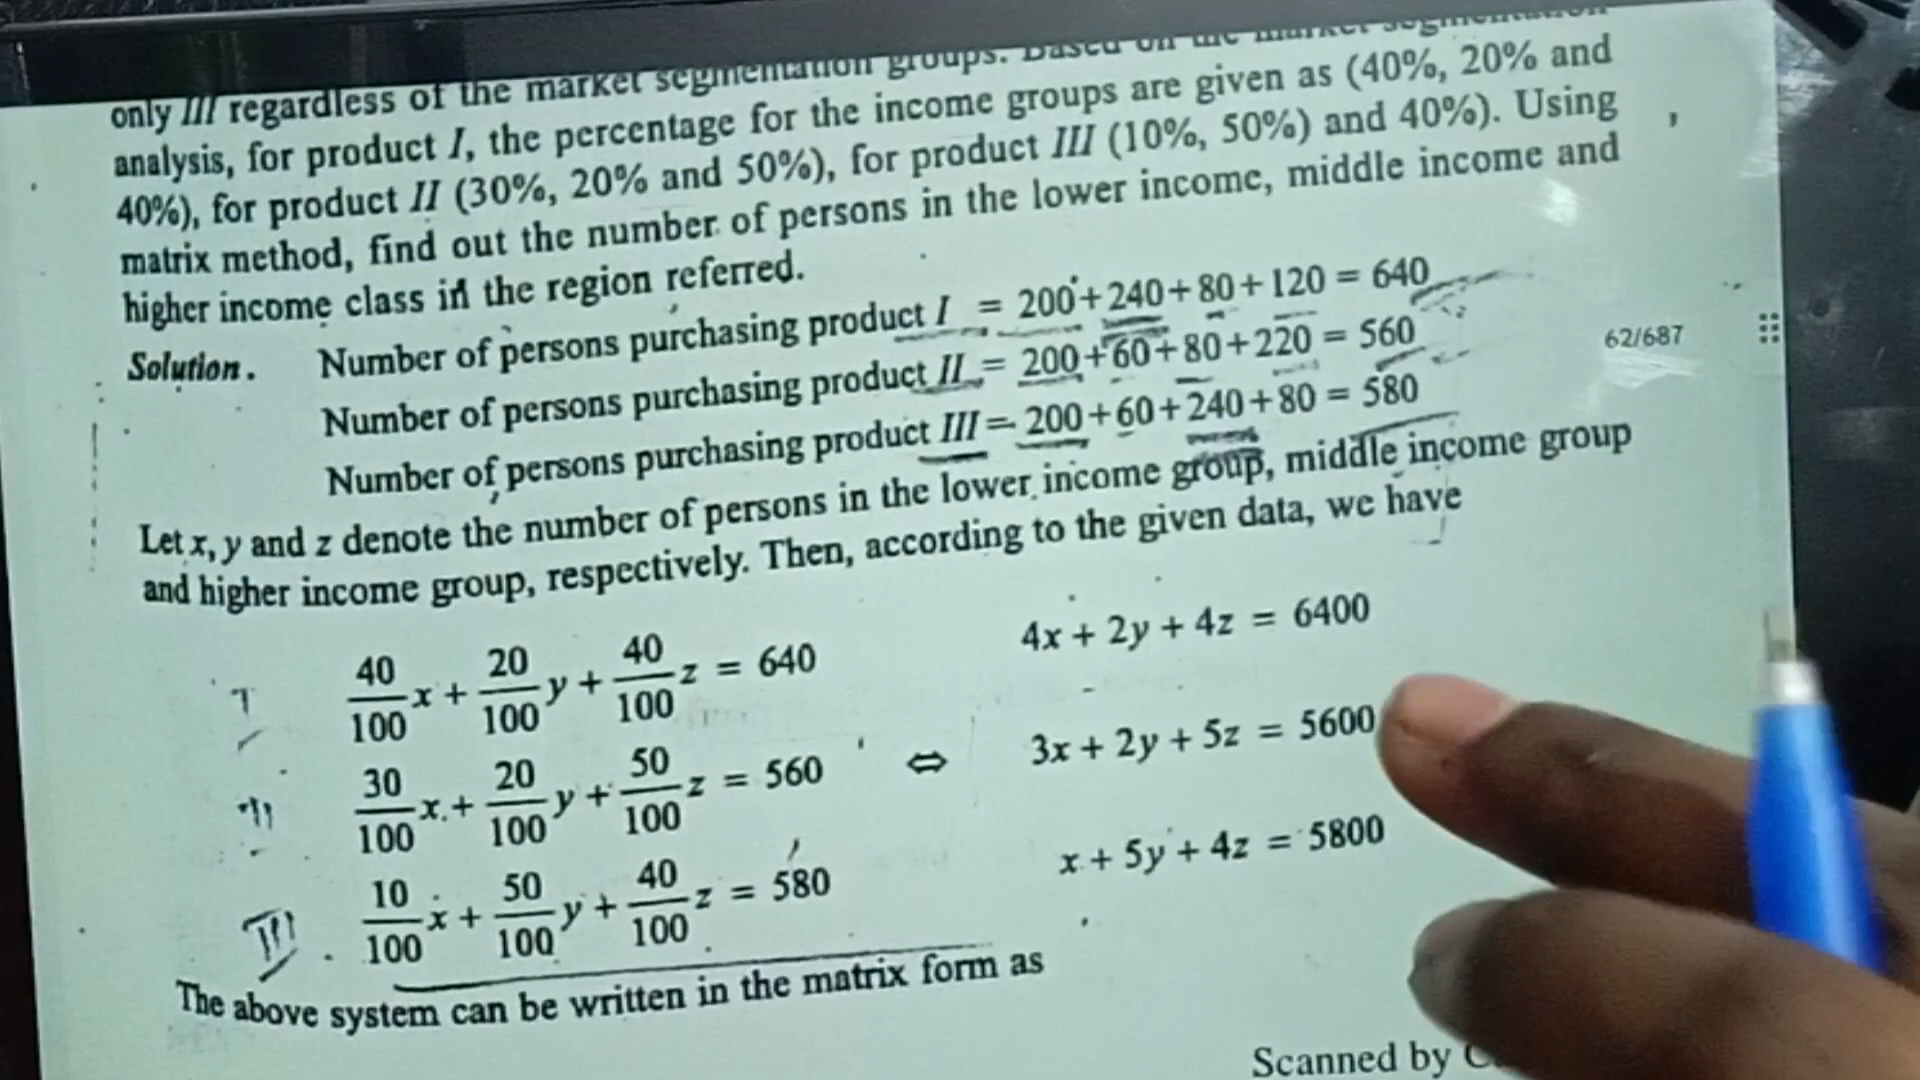 only III regardless of the market segmentation groups. Based on the market segmentation
analysis, for product I, the percentage for the income groups are given as (40%, 20% and
40%), for product II (30%, 20% and 50%), for product III (10%, 50%) and 40%). Using
matrix method, find out the number of persons in the lower income, middle income and
higher income class in the region referred.
Solution. Number of persons purchasing product I = 200+240+80+120 = 640
Number of persons purchasing product II = 200+60+80+220 = 560
62/687
Number of persons purchasing product III = 200+60+240+80 = 580
Let x, y and z denote the number of persons in the lower income group, middle income group
and higher income group, respectively. Then, according to the given data, we have
I 40/100 x + 20/100 y + 40/100 z = 640 4x + 2y + 4z = 6400
II 30/100 x + 20/100 y + 50/100 z = 560 ⇔ 3x + 2y + 5z = 5600
III 10/100 x + 50/100 y + 40/100 z = 580 x + 5y + 4z = 5800
The above system can be written in the matrix form as
Scanned by